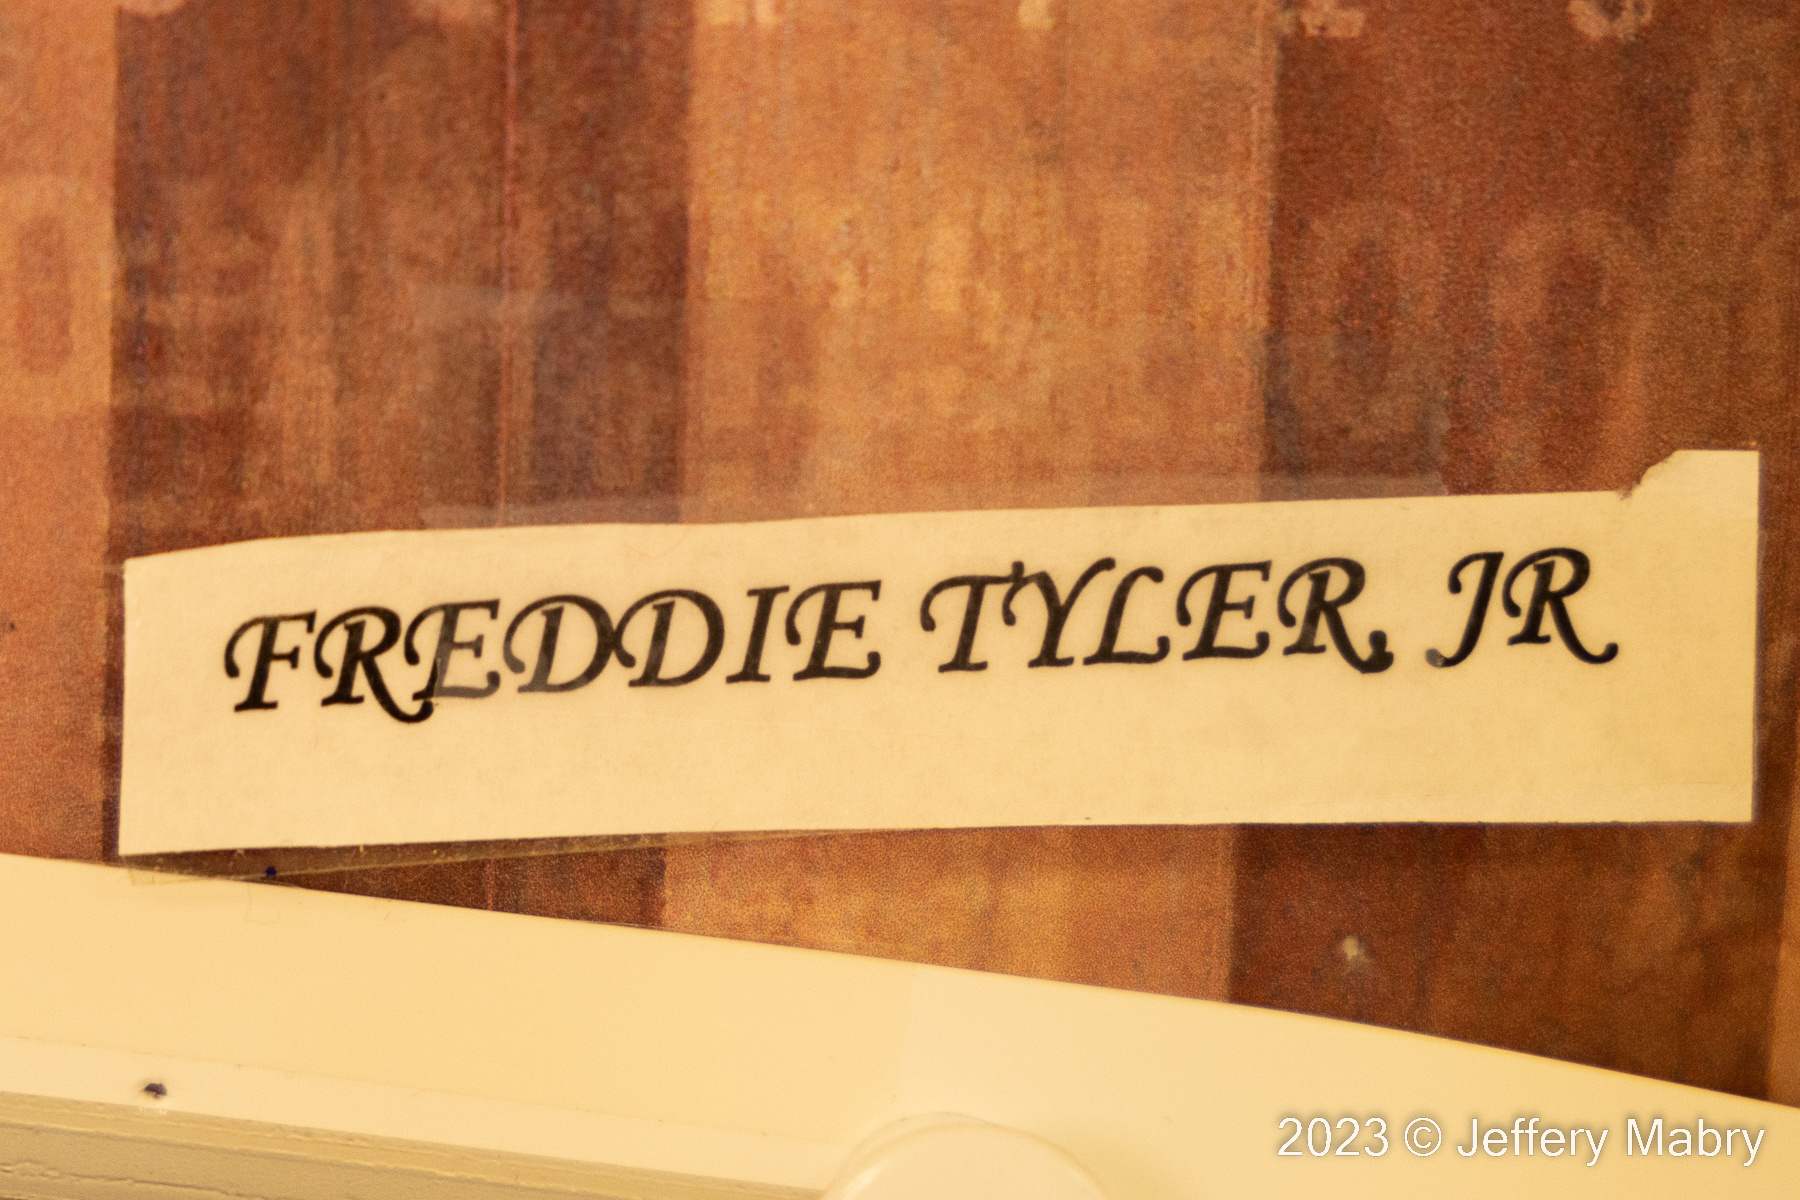 FREDDIE TYLER, JR
2023 © Jeffery Mabry